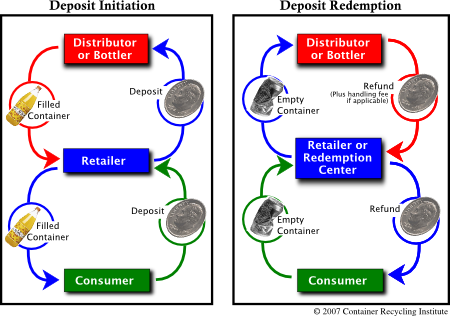 Deposit Initiation
Distributor
or Bottler
Filled
Container
Deposit
Retailer
Filled
Container
Deposit
Consumer
Deposit Redemption
Distributor
or Bottler
Empty
Container
Refund
(Plus handling fee
if applicable)
Retailer or
Redemption
Center
Empty
Container
Refund
Consumer
© 2007 Container Recycling Institute